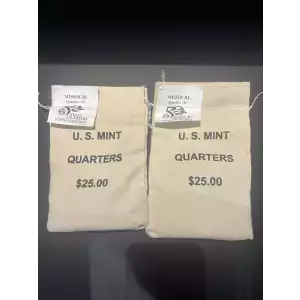 MISSOURI
U. S. MINT
QUARTERS
$25.00
MISSOURI
U. S. MINT
QUARTERS
$25.00